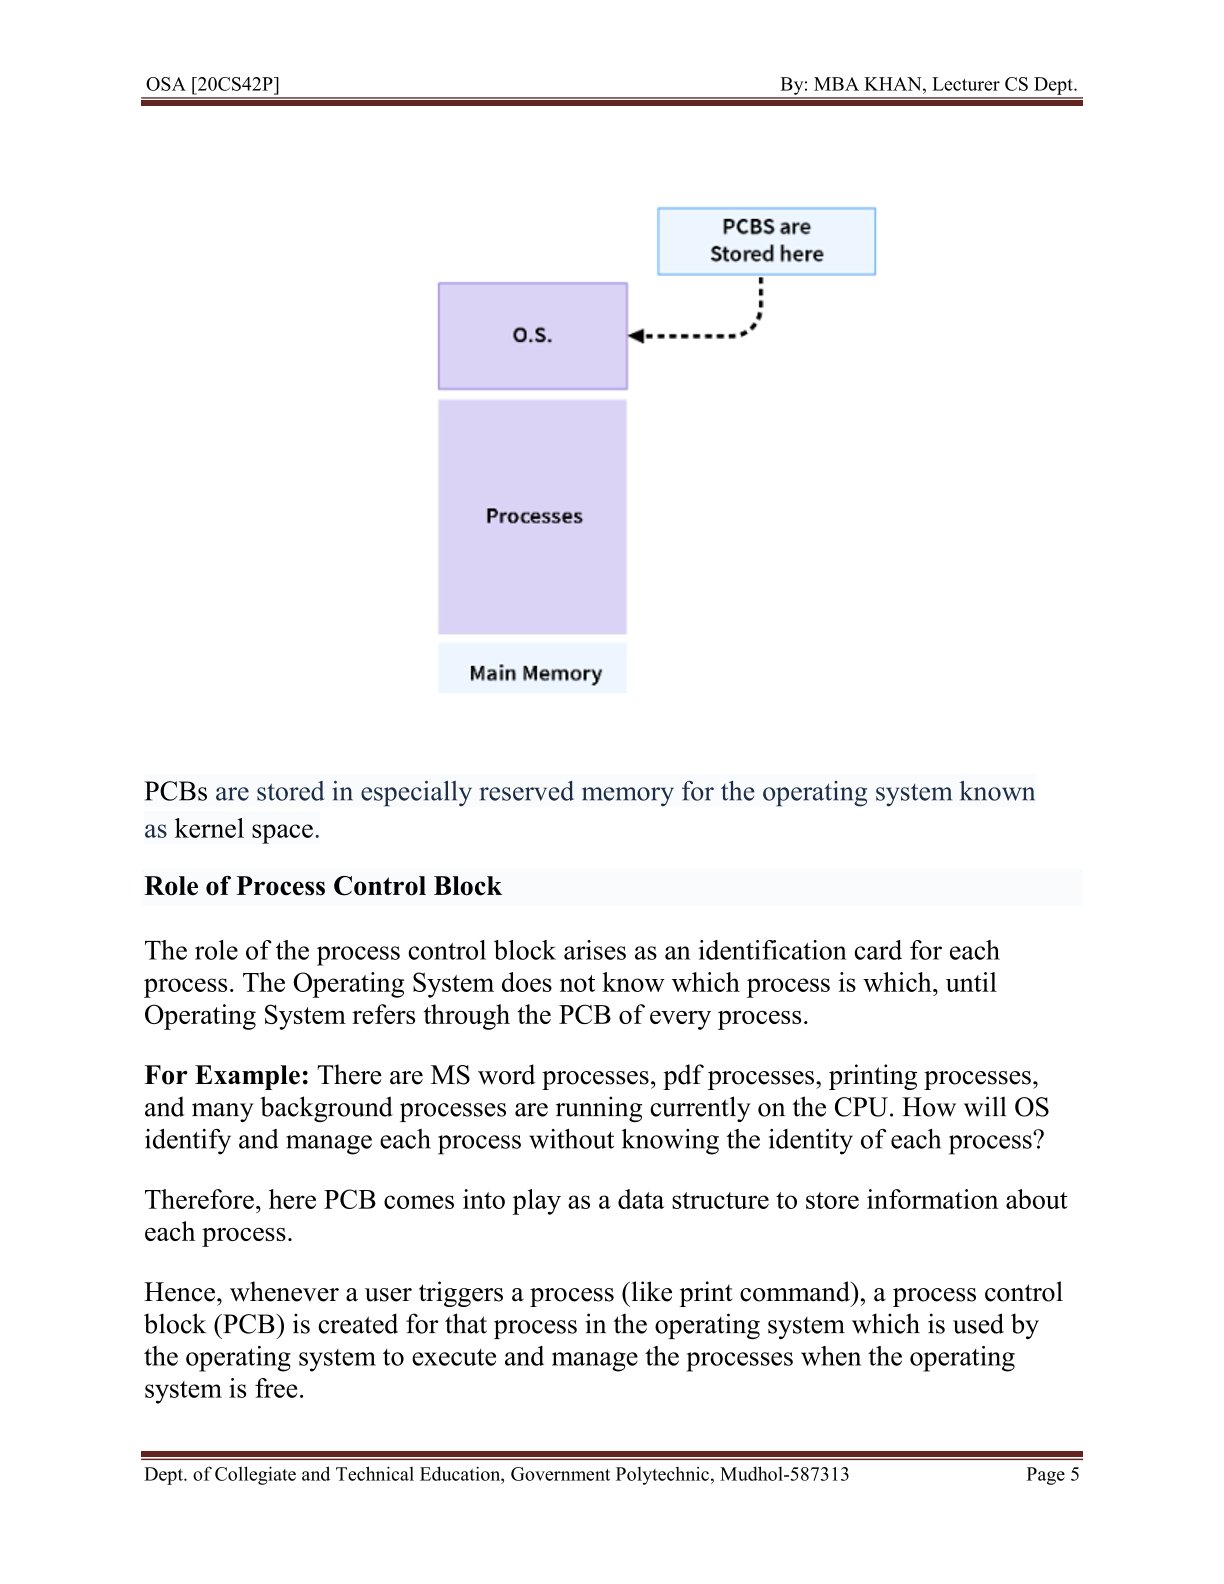 OSA [20CS42P] By: MBA KHAN, Lecturer CS Dept.
PCBS are
Stored here
O.S.
Processes
Main Memory
PCBs are stored in especially reserved memory for the operating system known
as kernel space.
Role of Process Control Block
The role of the process control block arises as an identification card for each
process. The Operating System does not know which process is which, until
Operating System refers through the PCB of every process.
For Example: There are MS word processes, pdf processes, printing processes,
and many background processes are running currently on the CPU. How will OS
identify and manage each process without knowing the identity of each process?
Therefore, here PCB comes into play as a data structure to store information about
each process.
Hence, whenever a user triggers a process (like print command), a process control
block (PCB) is created for that process in the operating system which is used by
the operating system to execute and manage the processes when the operating
system is free.
Dept. of Collegiate and Technical Education, Government Polytechnic, Mudhol-587313 Page 5